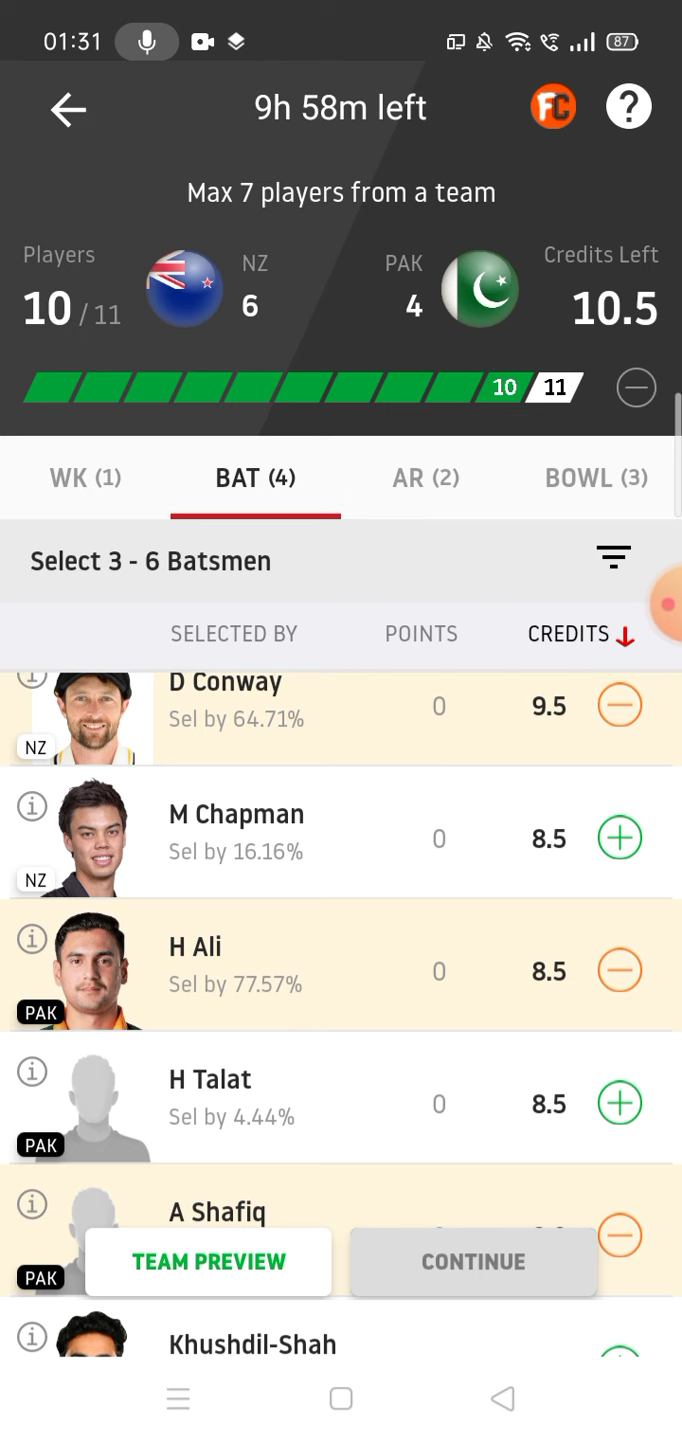 01:31
87
9h 58m left
FC
?
Max 7 players from a team
Players
NZ
PAK
Credits Left
10 / 11
6
4
10.5
10
11
WK (1)
BAT (4)
AR (2)
BOWL (3)
Select 3 - 6 Batsmen
SELECTED BY
POINTS
CREDITS
D Conway
Sel by 64.71%
0
9.5
NZ
M Chapman
Sel by 16.16%
0
8.5
NZ
H Ali
Sel by 77.57%
0
8.5
PAK
H Talat
Sel by 4.44%
0
8.5
PAK
A Shafiq
PAK
TEAM PREVIEW
CONTINUE
Khushdil-Shah